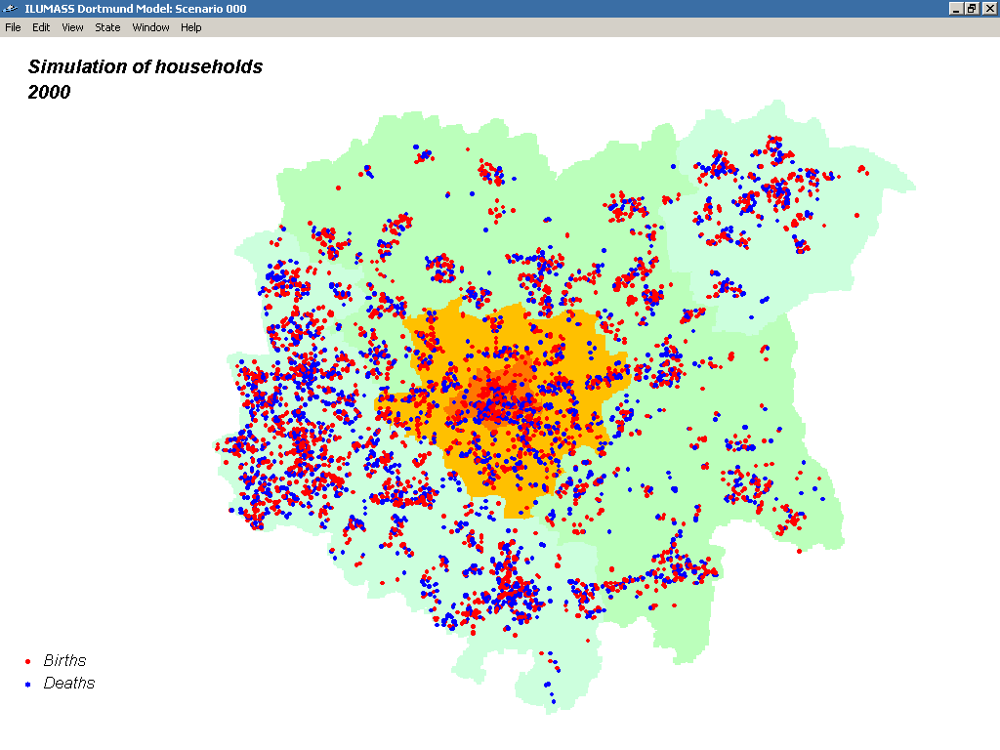 ILUMASS Dortmund Model: Scenario 000
File Edit View State Window Help
Simulation of households
2000
Births
Deaths